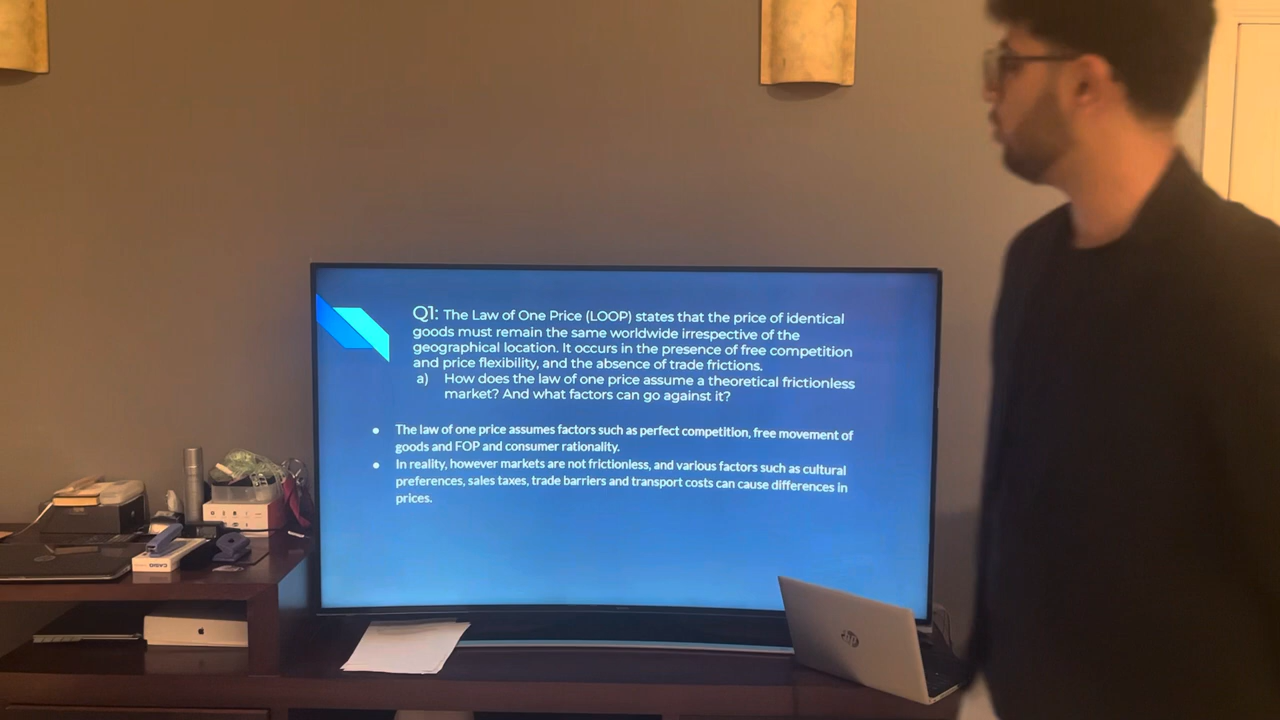 Q1: The Law of One Price (LOOP) states that the price of identical
goods must remain the same worldwide irrespective of the
geographical location. It occurs in the presence of free competition
and price flexibility, and the absence of trade frictions.
a) How does the law of one price assume a theoretical frictionless
market? And what factors can go against it?
• The law of one price assumes factors such as perfect competition, free movement of
goods and FOP and consumer rationality.
• In reality, however markets are not frictionless, and various factors such as cultural
preferences, sales taxes, trade barriers and transport costs can cause differences in
prices.
CASIO
hp